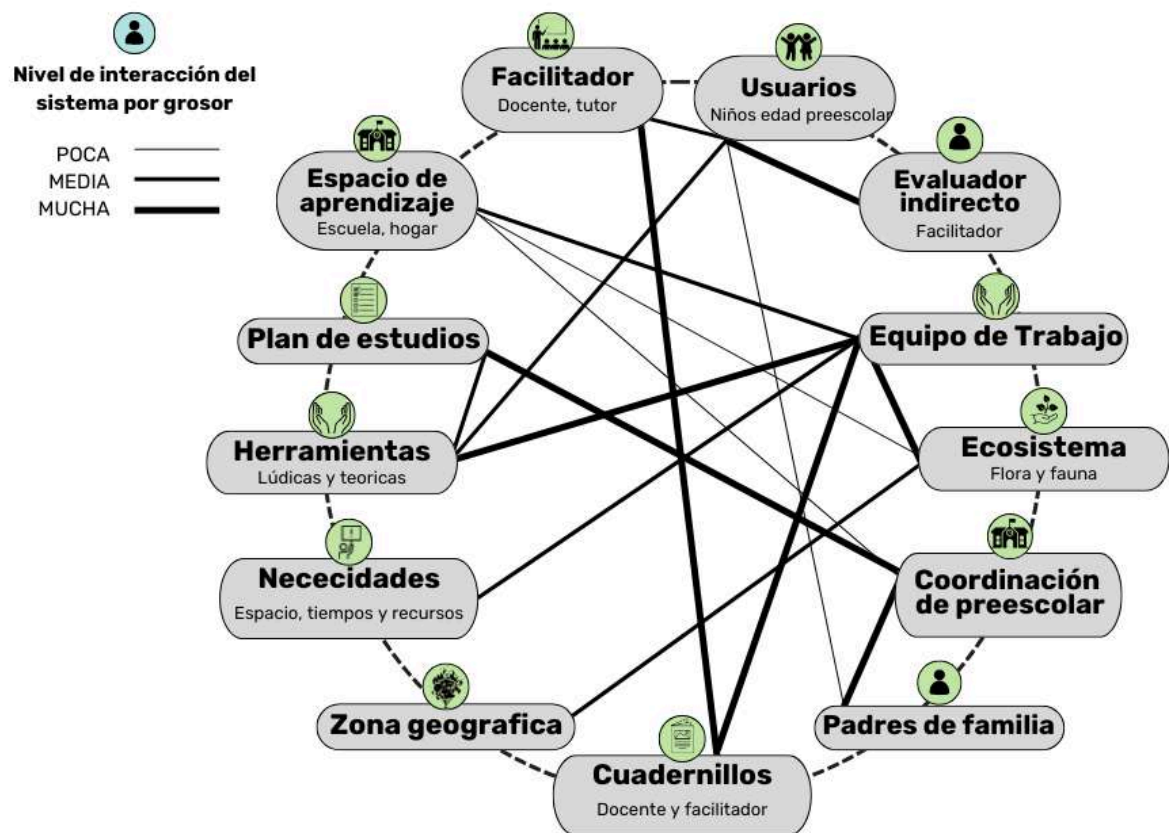 Nivel de interacción del
sistema por grosor
POCA
MEDIA
MUCHA
Facilitador
Docente, tutor
Usuarios
Niños edad preescolar
Evaluador
indirecto
Facilitador
Equipo de Trabajo
Ecosistema
Flora y fauna
Coordinación
de preescolar
Padres de familia
Cuadernillos
Docente y facilitador
Zona geografica
Nececidades
Espacio, tiempos y recursos
Herramientas
Lúdicas y teoricas
Plan de estudios
Espacio de
aprendizaje
Escuela, hogar